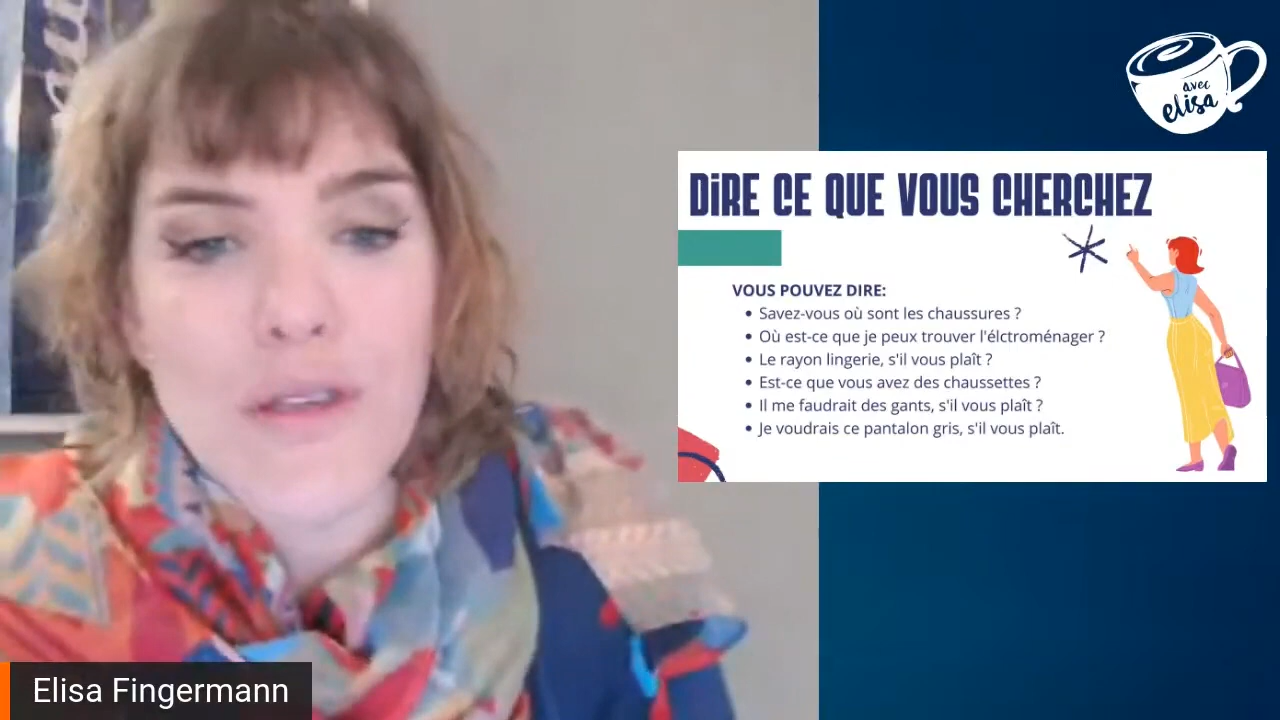 avec
elisa
DiRE CE QUE VOUS CHERCHEZ
VOUS POUVEZ DIRE:
• Savez-vous où sont les chaussures ?
• Où est-ce que je peux trouver l'élctroménager ?
• Le rayon lingerie, s'il vous plaît ?
• Est-ce que vous avez des chaussettes ?
• Il me faudrait des gants, s'il vous plaît ?
• Je voudrais ce pantalon gris, s'il vous plaît.
Elisa Fingermann